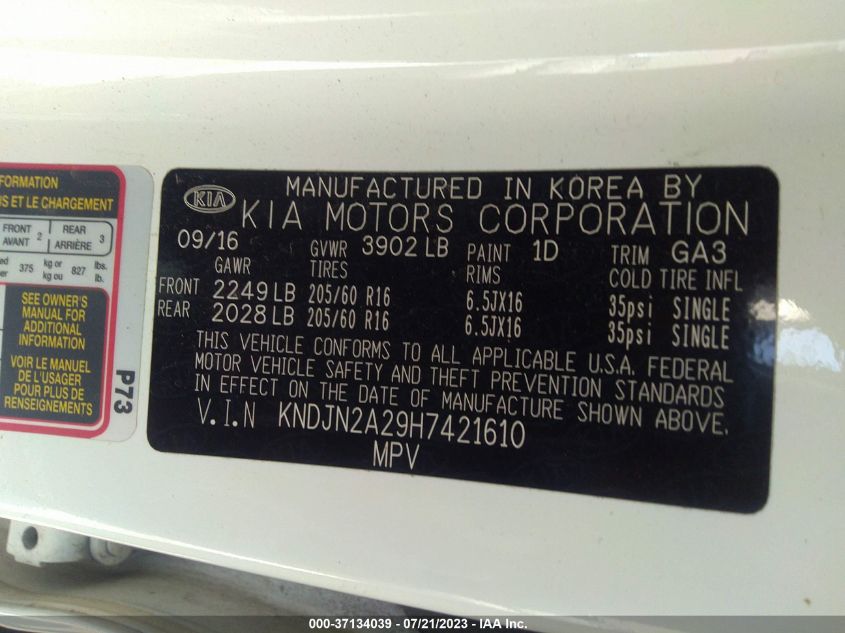 FORMATION
US ET LE CHARGEMENT
FRONT 2 REAR 3
AVANT ARRIÈRE
375 kg or 827 lbs.
kg ou lb.
SEE OWNER'S
MANUAL FOR
ADDITIONAL
INFORMATION
VOIR LE MANUEL
DE L'USAGER
POUR PLUS DE
RENSEIGNEMENTS
P73
KIA
MANUFACTURED IN KOREA BY
KIA MOTORS CORPORATION
09/16 GVWR 3902 LB PAINT 1D TRIM GA3
GAWR TIRES RIMS COLD TIRE INFL
FRONT 2249 LB 205/60 R16 6.5JX16 35psi SINGLE
REAR 2028 LB 205/60 R16 6.5JX16 35psi SINGLE
THIS VEHICLE CONFORMS TO ALL APPLICABLE U.S.A. FEDERAL
MOTOR VEHICLE SAFETY AND THEFT PREVENTION STANDARDS
IN EFFECT ON THE DATE OF MANUFACTURE SHOWN ABOVE.
V.I.N KNDJN2A29H7421610
MPV
000-37134039 - 07/21/2023 - IAA Inc.